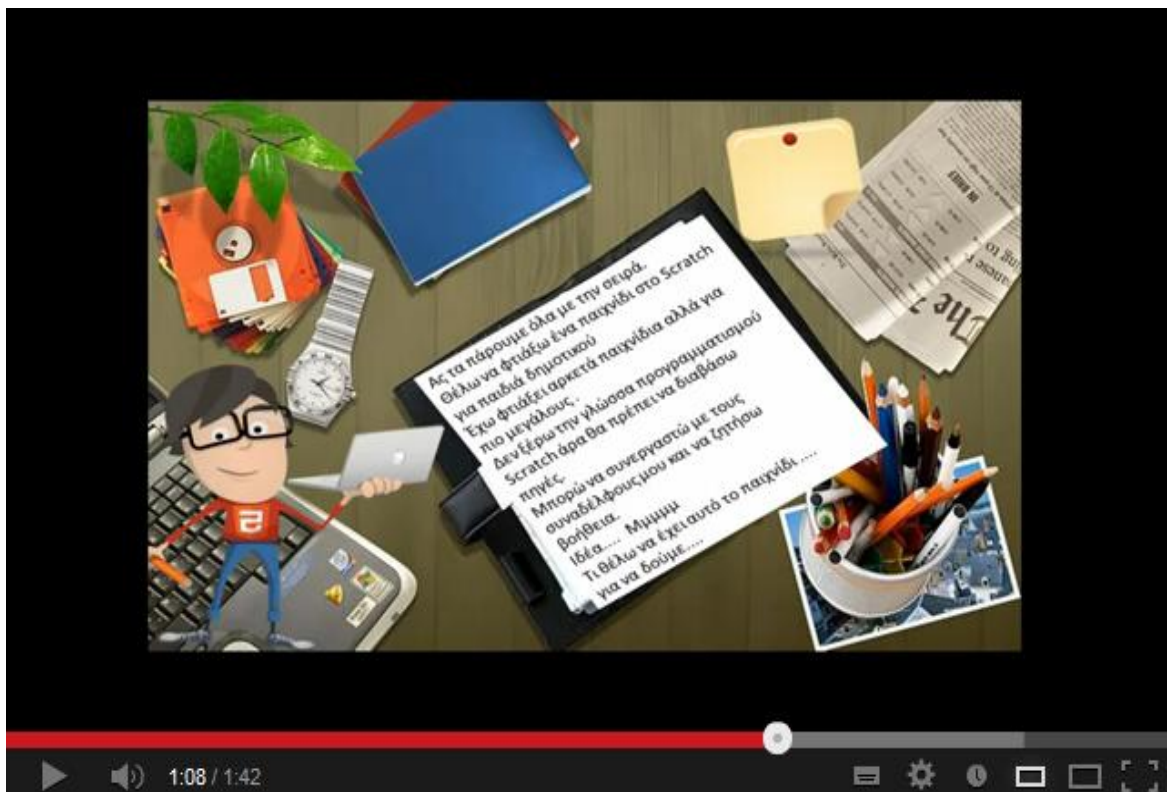 Ας τα πάρουμε όλα με την σειρά.
Θέλω να φτιάξω ένα παιχνίδι στο Scratch
για παιδιά δημοτικού
Έχω φτιάξει αρκετά παιχνίδια αλλά για
πιο μεγάλους .
Δεν ξέρω την γλώσσα προγραμματισμού
Scratch άρα θα πρέπει να διαβάσω
πηγές.
Μπορώ να συνεργαστώ με τους
συναδέλφους μου και να ζητήσω
βοήθεια.
Ιδέα.... Μμμμμ
Τι θέλω να έχει αυτό το παιχνίδι ....
για να δούμε....
IN BRIEF
The
1:08 / 1:42